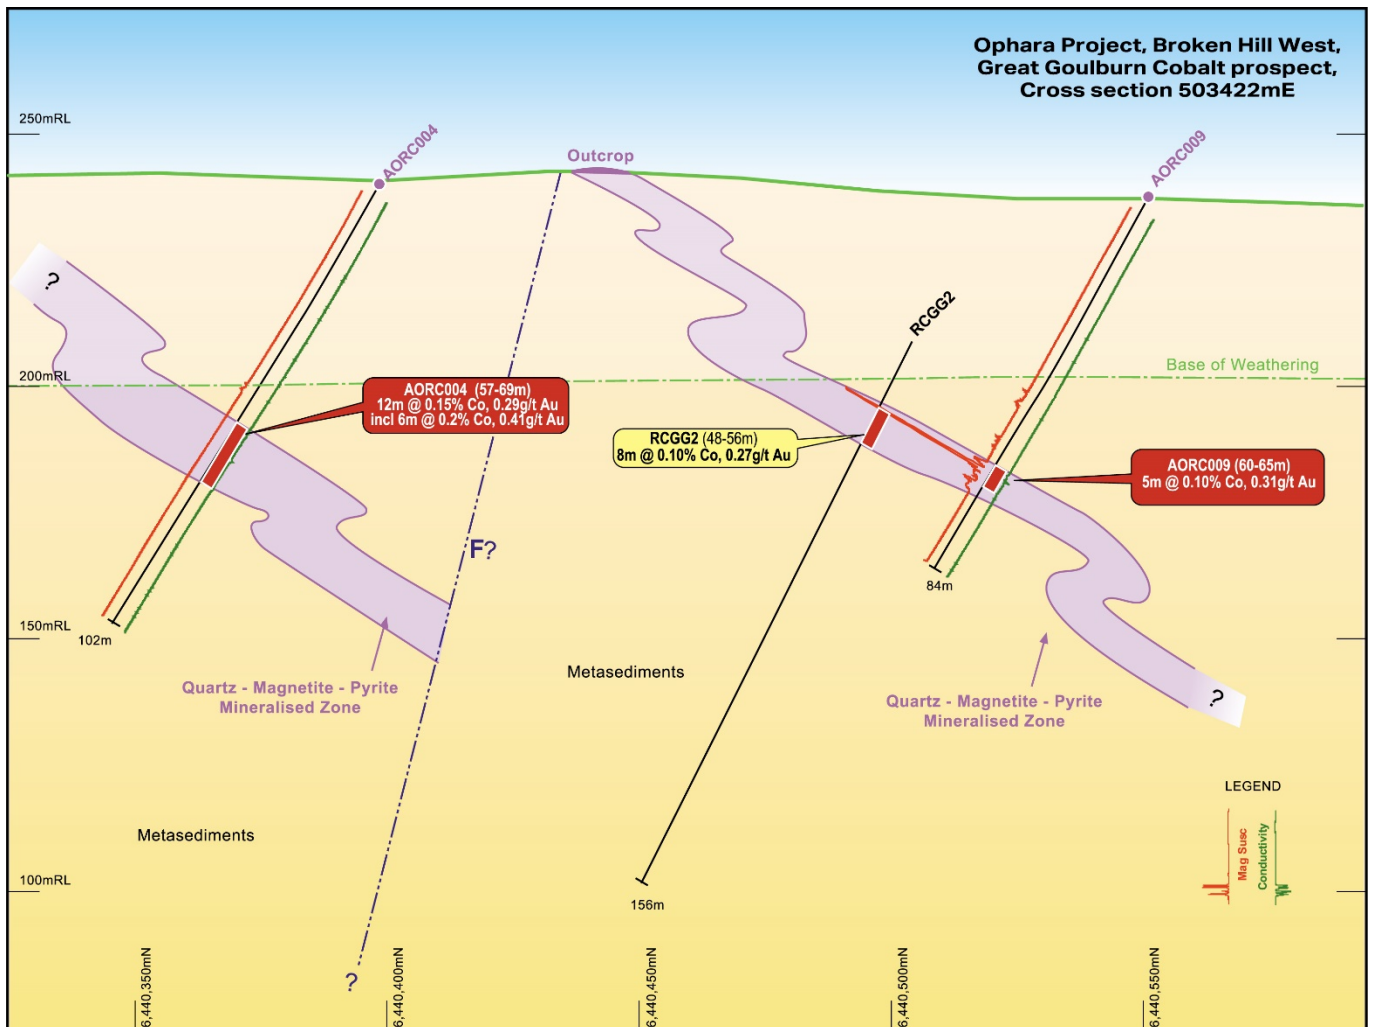 Ophara Project, Broken Hill West,
Great Goulburn Cobalt prospect,
Cross section 503422mE
250mRL
AORC004
Outcrop
AORC009
?
RCGG2
Base of Weathering
200mRL
AORC004 (57-69m)
12m @ 0.15% Co, 0.29g/t Au
incl 6m @ 0.2% Co, 0.41g/t Au
RCGG2 (48-56m)
8m @ 0.10% Co, 0.27g/t Au
AORC009 (60-65m)
5m @ 0.10% Co, 0.31g/t Au
F?
84m
150mRL
102m
Metasediments
Quartz - Magnetite - Pyrite
Mineralised Zone
Quartz - Magnetite - Pyrite
Mineralised Zone
?
LEGEND
Mag Susc
Conductivity
Metasediments
100mRL
156m
?
6,440,350mN
6,440,400mN
6,440,450mN
6,440,500mN
6,440,550mN